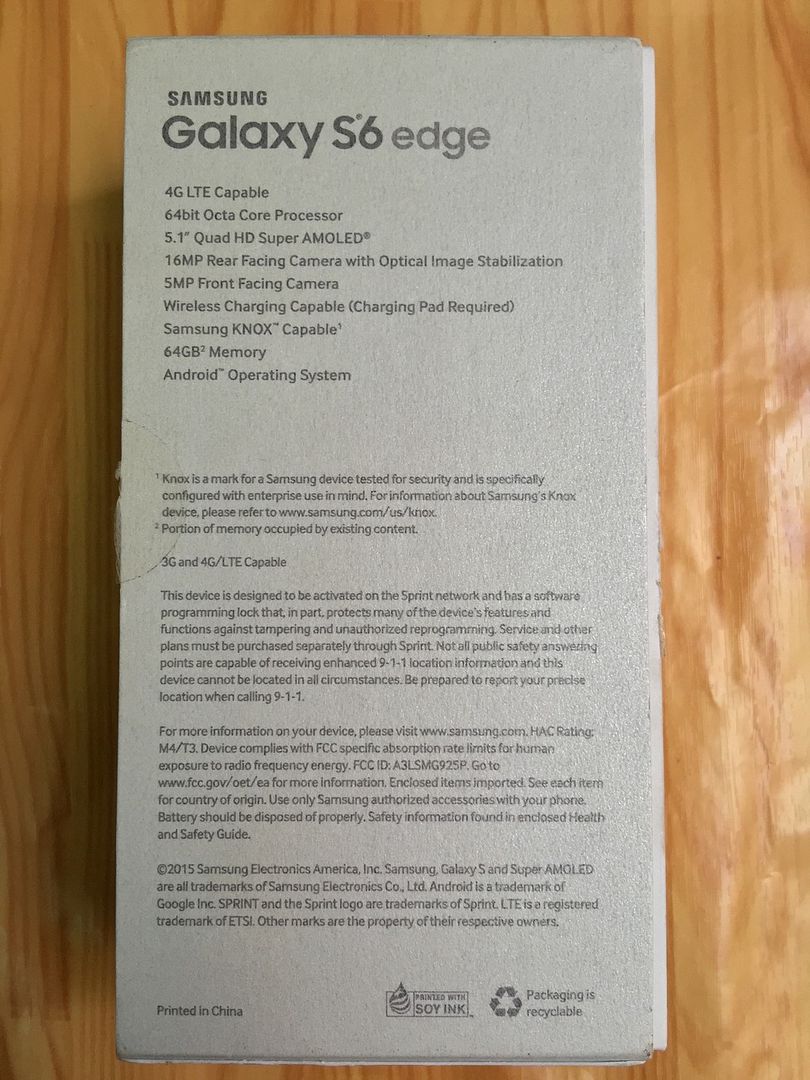 SAMSUNG
Galaxy S6 edge
4G LTE Capable
64bit Octa Core Processor
5.1" Quad HD Super AMOLED®
16MP Rear Facing Camera with Optical Image Stabilization
5MP Front Facing Camera
Wireless Charging Capable (Charging Pad Required)
Samsung KNOX™ Capable¹
64GB² Memory
Android™ Operating System
¹ Knox is a mark for a Samsung device tested for security and is specifically
configured with enterprise use in mind. For information about Samsung's Knox
device, please refer to www.samsung.com/us/knox.
² Portion of memory occupied by existing content.
3G and 4G/LTE Capable
This device is designed to be activated on the Sprint network and has a software
programming lock that, in part, protects many of the device's features and
functions against tampering and unauthorized reprogramming. Service and other
plans must be purchased separately through Sprint. Not all public safety answering
points are capable of receiving enhanced 9-1-1 location information and this
device cannot be located in all circumstances. Be prepared to report your precise
location when calling 9-1-1.
For more information on your device, please visit www.samsung.com. HAC Rating:
M4/T3. Device complies with FCC specific absorption rate limits for human
exposure to radio frequency energy. FCC ID: A3LSMG925P. Go to
www.fcc.gov/oet/ea for more information. Enclosed items imported. See each item
for country of origin. Use only Samsung authorized accessories with your phone.
Battery should be disposed of properly. Safety information found in enclosed Health
and Safety Guide.
©2015 Samsung Electronics America, Inc. Samsung, Galaxy S and Super AMOLED
are all trademarks of Samsung Electronics Co., Ltd. Android is a trademark of
Google Inc. SPRINT and the Sprint logo are trademarks of Sprint. LTE is a registered
trademark of ETSI. Other marks are the property of their respective owners.
Printed in China
PRINTED WITH
SOY INK™
Packaging is
recyclable